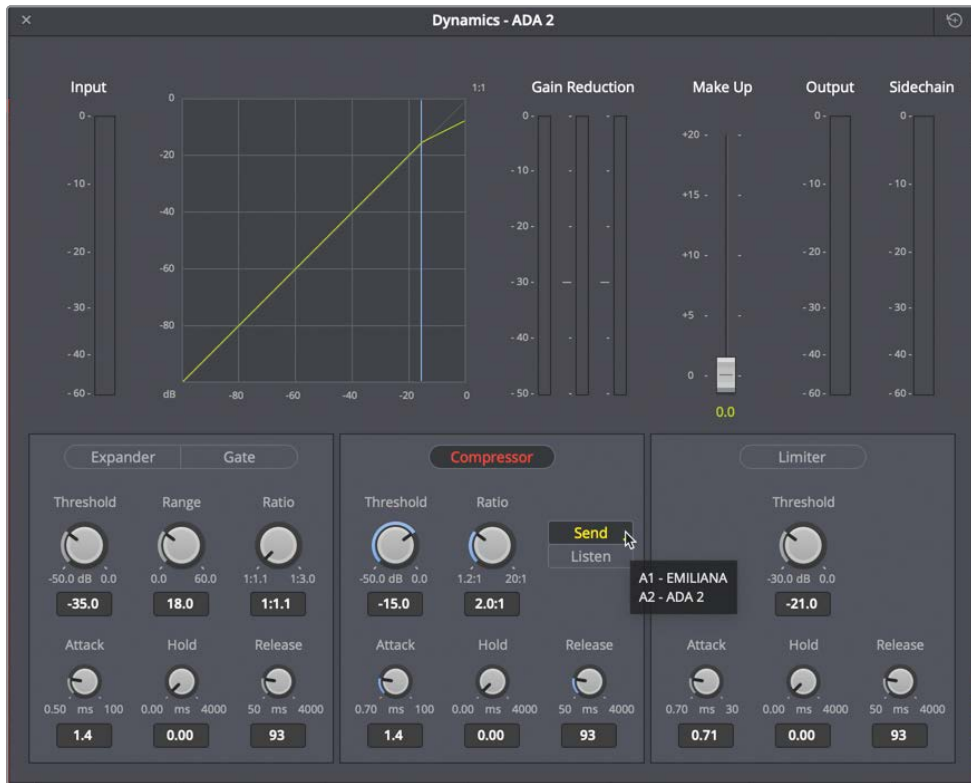 Dynamics - ADA 2
Input
1:1
Gain Reduction
Make Up
Output
Sidechain
0-
- 10-
- 20 -
- 30 -
- 40 -
- 60 -
0
-20
-40
-60
-80
dB
-80
-60
-40
-20
0
0 -
- 10 -
- 20 -
- 30 -
- 40 -
- 50 -
+20 -
+15 -
+10 -
+5 -
0 -
0.0
0 -
- 10 -
- 20 -
- 30 -
- 40 -
- 60 -
0 -
- 10 -
- 20 -
- 30 -
- 40 -
- 60 -
Expander Gate
Threshold Range Ratio
-50.0 dB 0.0 0.0 60.0 1:1.1 1:3.0
-35.0 18.0 1:1.1
Attack Hold Release
0.50 ms 100 0.00 ms 4000 50 ms 4000
1.4 0.00 93
Compressor
Threshold Ratio
-50.0 dB 0.0 1.2:1 20:1
-15.0 2.0:1
Send
Listen
A1 - EMILIANA
A2 - ADA 2
Attack Hold Release
0.70 ms 100 0.00 ms 4000 50 ms 4000
1.4 0.00 93
Limiter
Threshold
-30.0 dB 0.0
-21.0
Attack Hold Release
0.70 ms 30 0.00 ms 4000 50 ms 4000
0.71 0.00 93